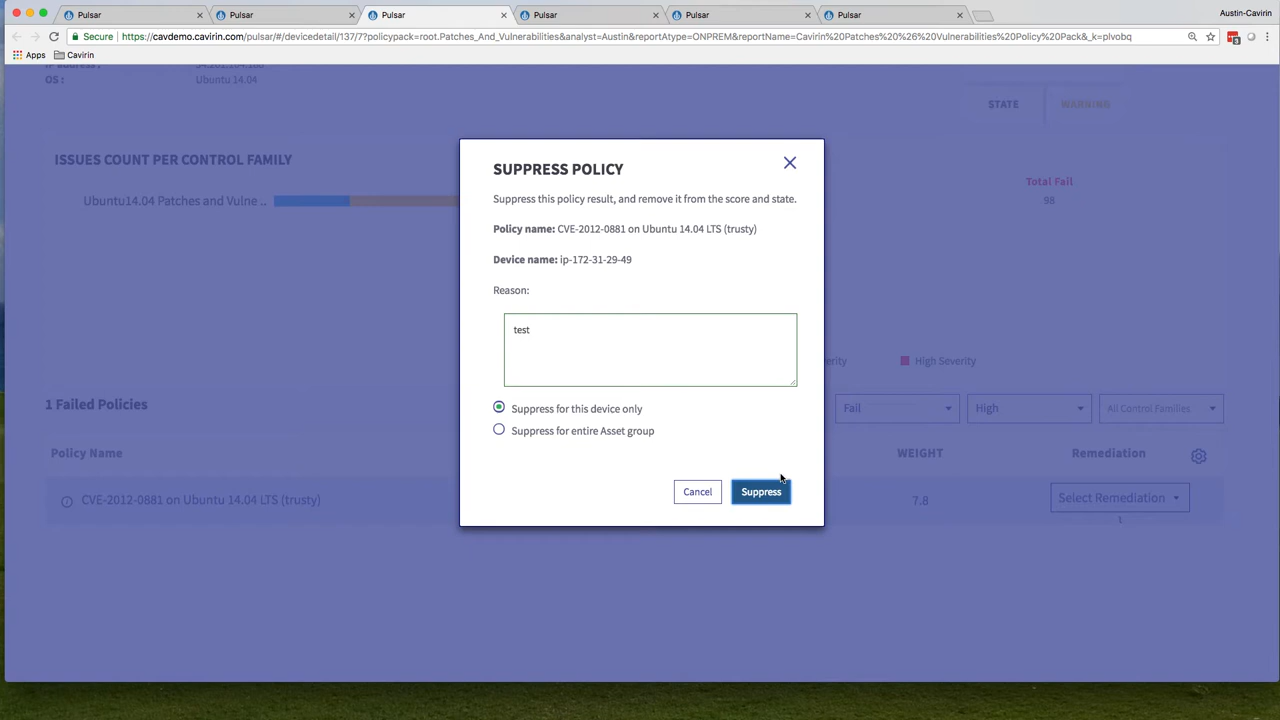 Pulsar
Pulsar
Pulsar
Pulsar
Pulsar
Pulsar
Austin-Cavirin
Secure
https://cavdemo.cavirin.com/pulsar/#/devicedetail/137/7?policypack=root.Patches_And_Vulnerabilities&analyst=Austin&reportAtype=ONPREM&reportName=Cavirin%20Patches%20%26%20Vulnerabilities%20Policy%20Pack&_k=plvobq
3
Apps
Cavirin
OS :
Ubuntu 14.04
STATE
WARNING
ISSUES COUNT PER CONTROL FAMILY
Ubuntu14.04 Patches and Vulne ..
Total Fail
98
SUPPRESS POLICY
Suppress this policy result, and remove it from the score and state.
Policy name: CVE-2012-0881 on Ubuntu 14.04 LTS (trusty)
Device name: ip-172-31-29-49
Reason:
test
Suppress for this device only
Suppress for entire Asset group
Cancel
Suppress
High Severity
1 Failed Policies
Fail
High
All Control Families
Policy Name
WEIGHT
Remediation
CVE-2012-0881 on Ubuntu 14.04 LTS (trusty)
7.8
Select Remediation